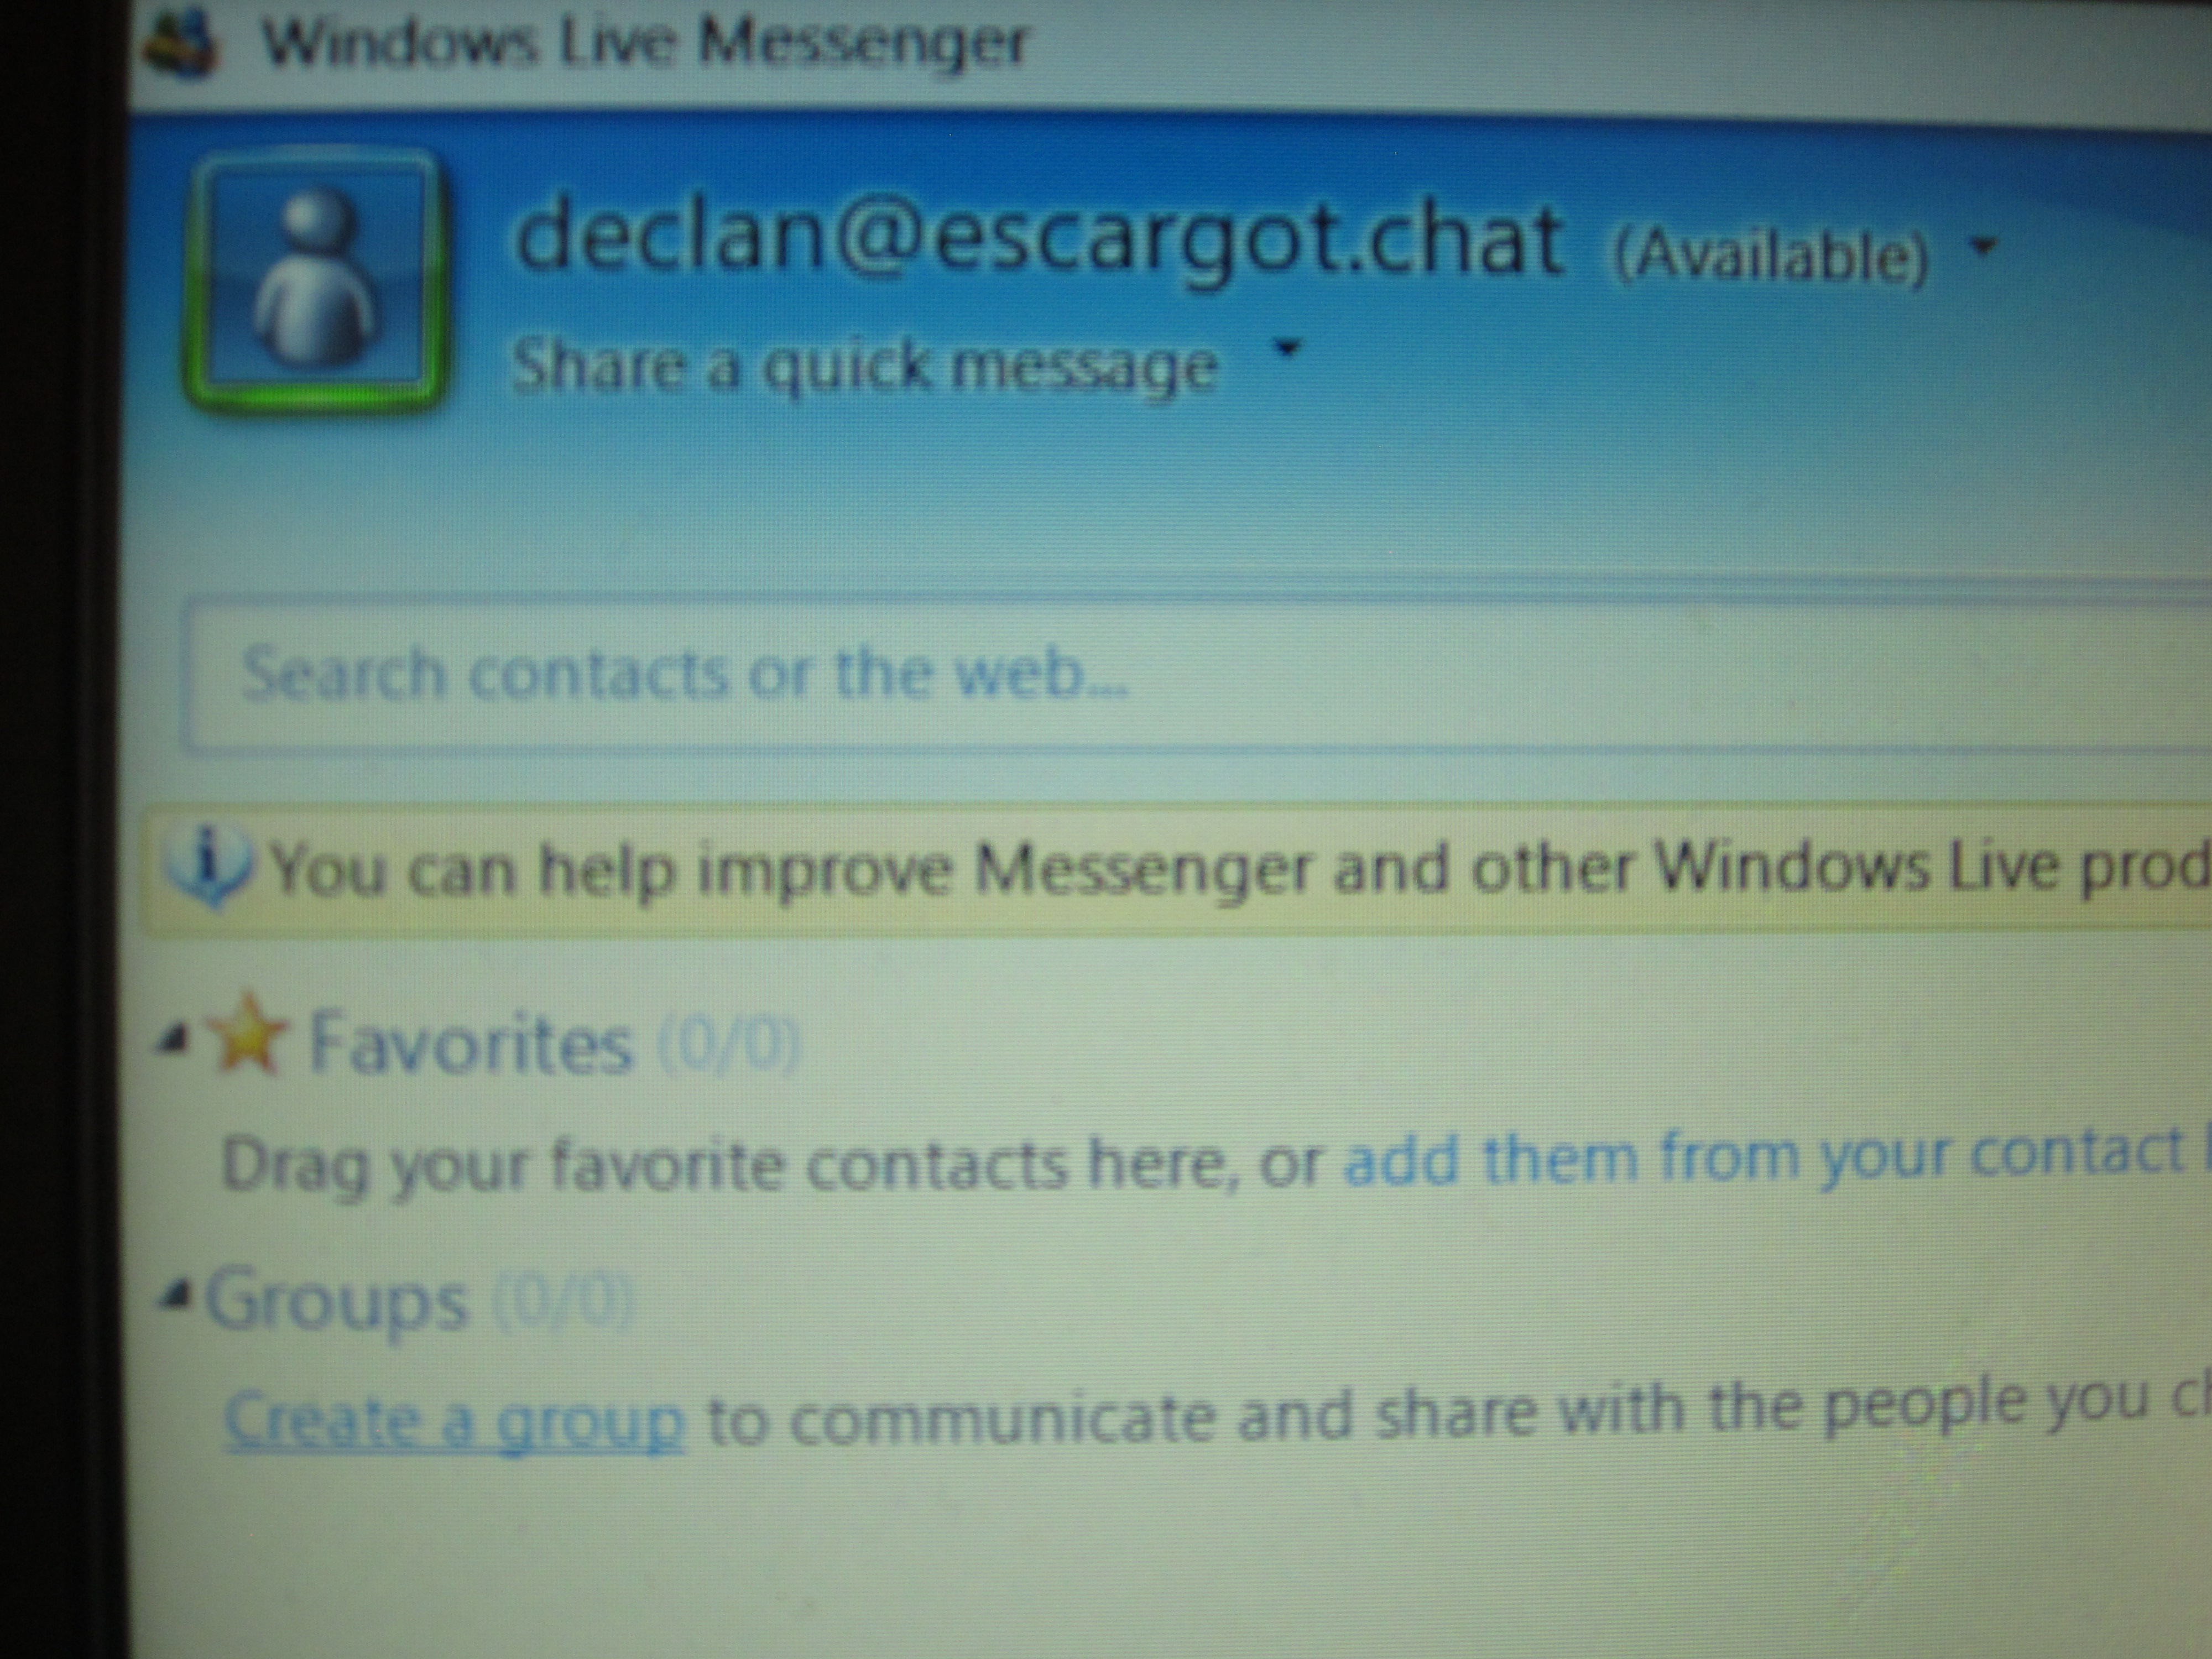 Windows Live Messenger
declan@escargot.chat (Available)
Share a quick message
Search contacts or the web...
You can help improve Messenger and other Windows Live
Favorites (0/0)
Drag your favorite contacts here, or add them from your contact
Groups (0/0)
Create a group to communicate and share with the people you